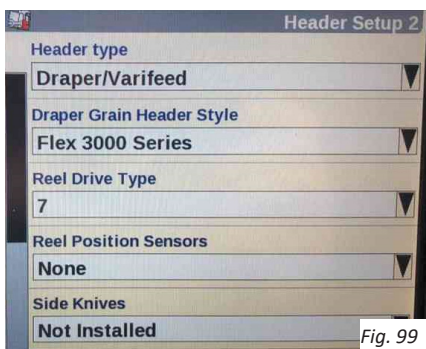 Header Setup 2
Header type
Draper/Varifeed
Draper Grain Header Style
Flex 3000 Series
Reel Drive Type
7
Reel Position Sensors
None
Side Knives
Not Installed
Fig. 99